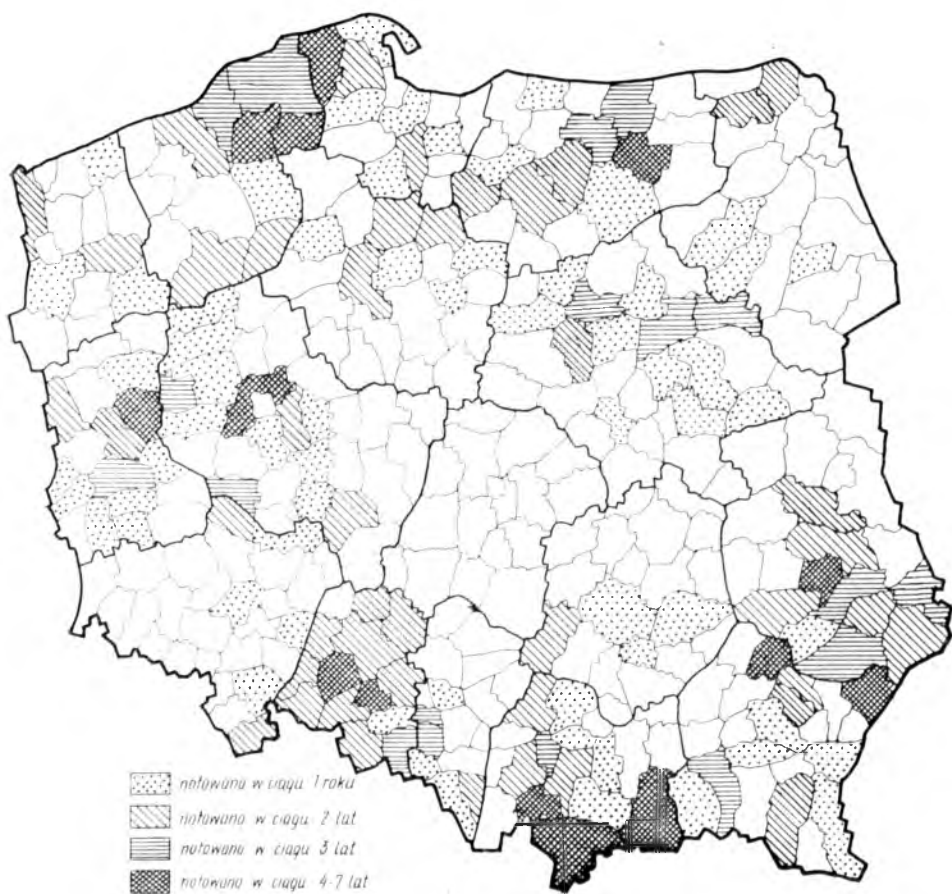 notowano w ciągu 1 roku
notowano w ciągu 2 lat
notowano w ciągu 3 lat
notowano w ciągu 4-7 lat